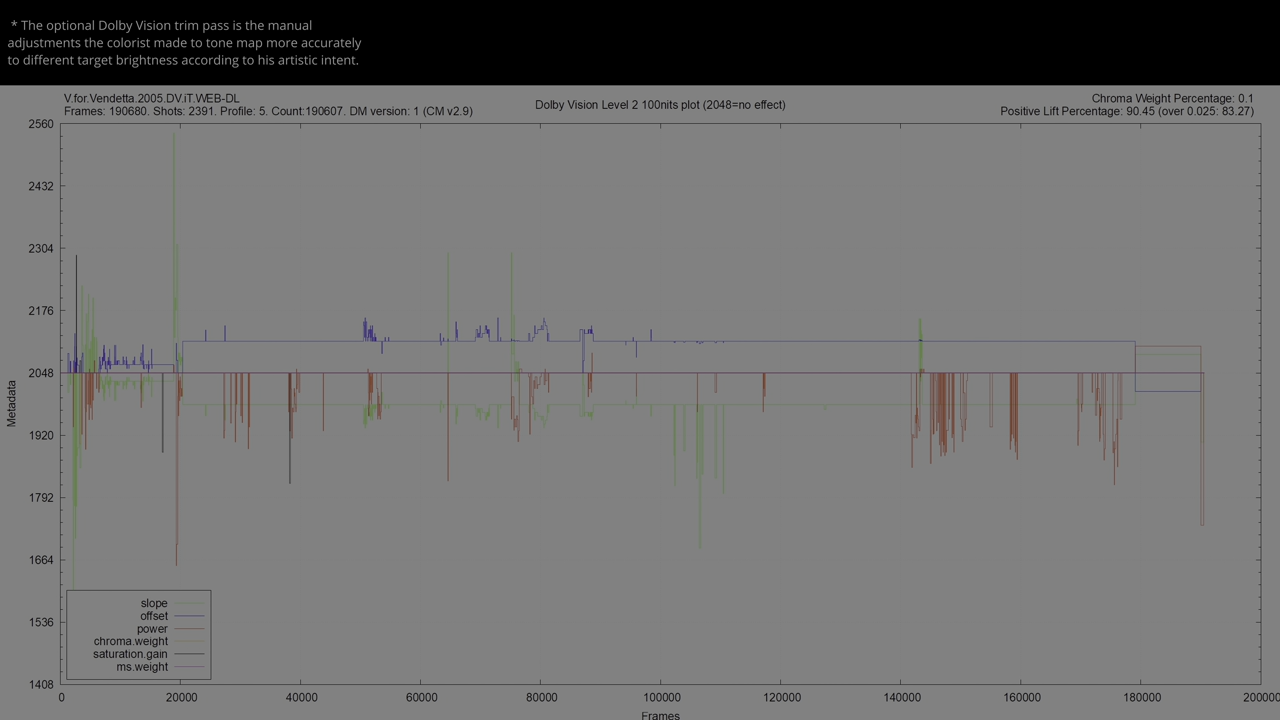 * The optional Dolby Vision trim pass is the manual
adjustments the colorist made to tone map more accurately
to different target brightness according to his artistic intent.
V.for.Vendetta.2005.DV.iT.WEB-DL
Frames: 190680. Shots: 2391. Profile: 5. Count:190607. DM version: 1 (CM v2.9)
Dolby Vision Level 2 100nits plot (2048=no effect)
Chroma Weight Percentage: 0.1
Positive Lift Percentage: 90.45 (over 0.025: 83.27)
2560
2432
2304
2176
2048
1920
1792
1664
1536
1408
Metadata
slope
offset
power
chroma.weight
saturation.gain
ms.weight
0
20000
40000
60000
80000
100000
120000
140000
160000
180000
200000
Frames